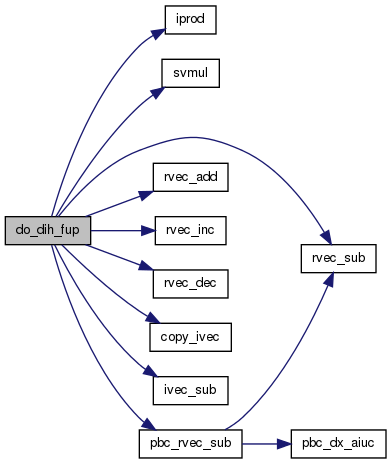 iprod
svmul
rvec_add
do_dih_fup
rvec_inc
rvec_sub
rvec_dec
copy_ivec
ivec_sub
pbc_rvec_sub
pbc_dx_aiuc